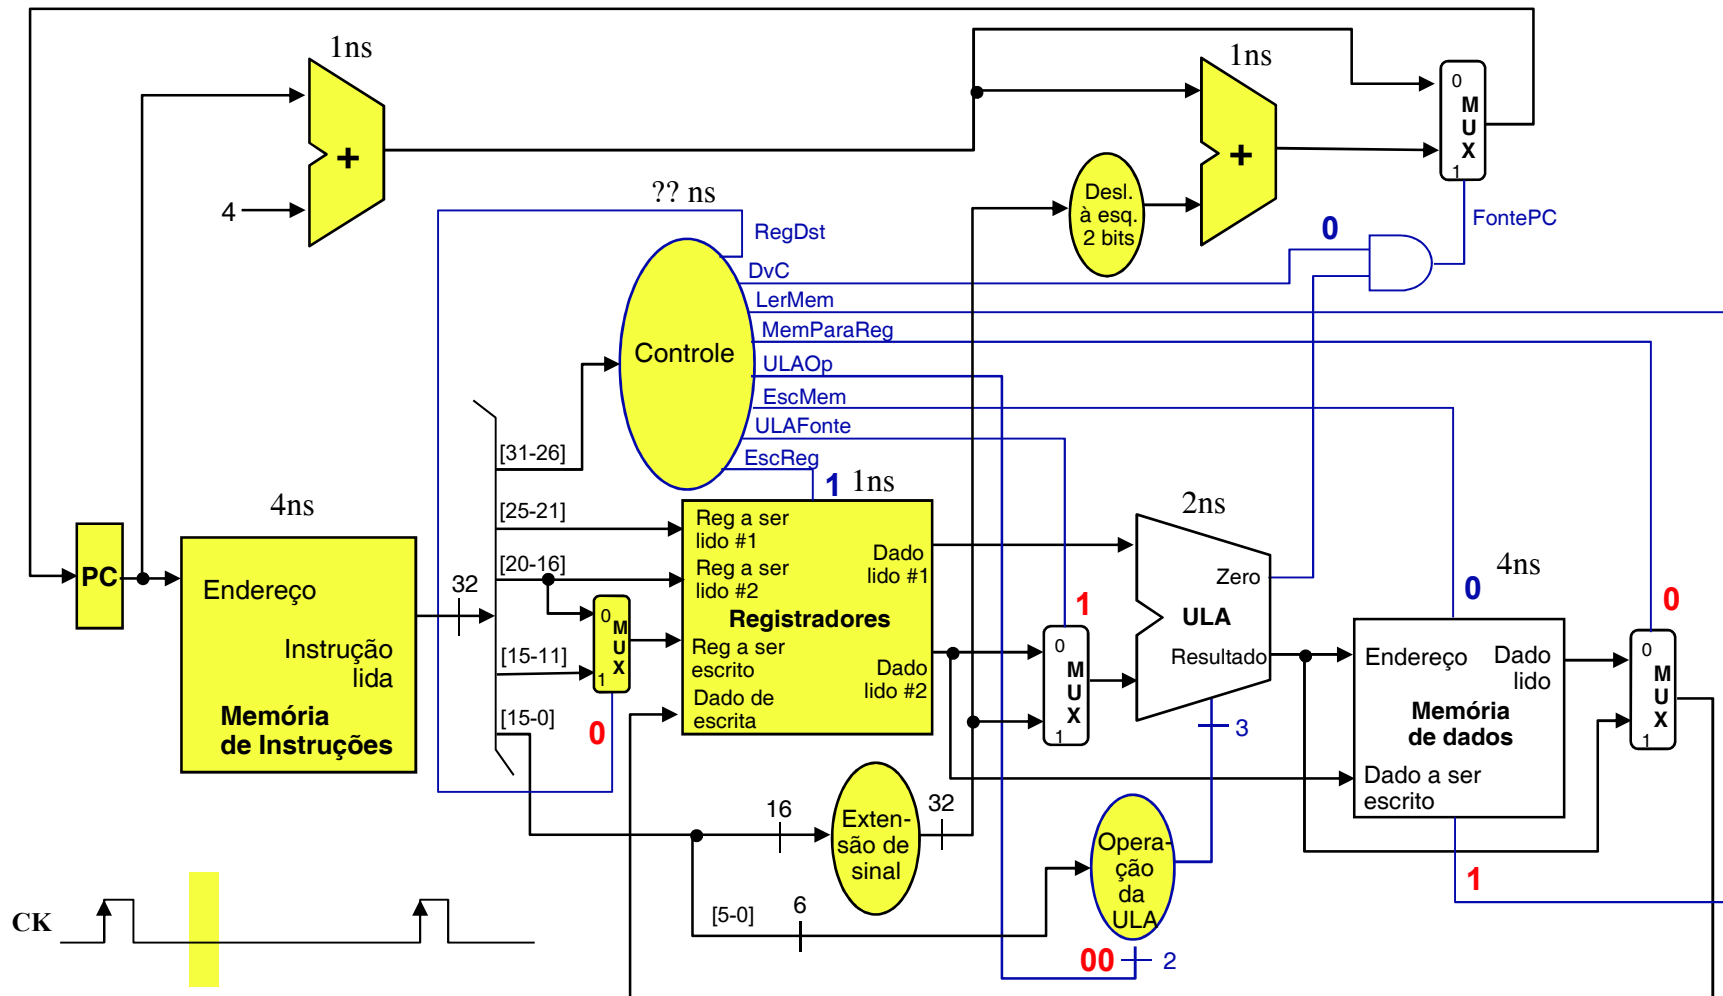 1ns
1ns
0
M
U
X
1
+
+
4
?? ns
Desl.
à esq.
2 bits
0
FontePC
RegDst
DvC
LerMem
MemParaReg
ULAOp
EscMem
ULAFonte
EscReg
Controle
[31-26]
4ns
[25-21]
[20-16]
[15-11]
[15-0]
PC
Endereço
Instrução
lida
Memória
de Instruções
32
0
M
U
X
1
0
1
1ns
Reg a ser
lido #1
Reg a ser
lido #2
Registradores
Reg a ser
escrito
Dado de
escrita
Dado
lido #1
Dado
lido #2
1
0
M
U
X
1
2ns
Zero
ULA
Resultado
3
4ns
0
Endereço
Dado
lido
Memória
de dados
Dado a ser
escrito
1
0
0
M
U
X
1
16
Exten-
são de
sinal
32
[5-0]
6
Opera-
ção
da
ULA
00
2
CK